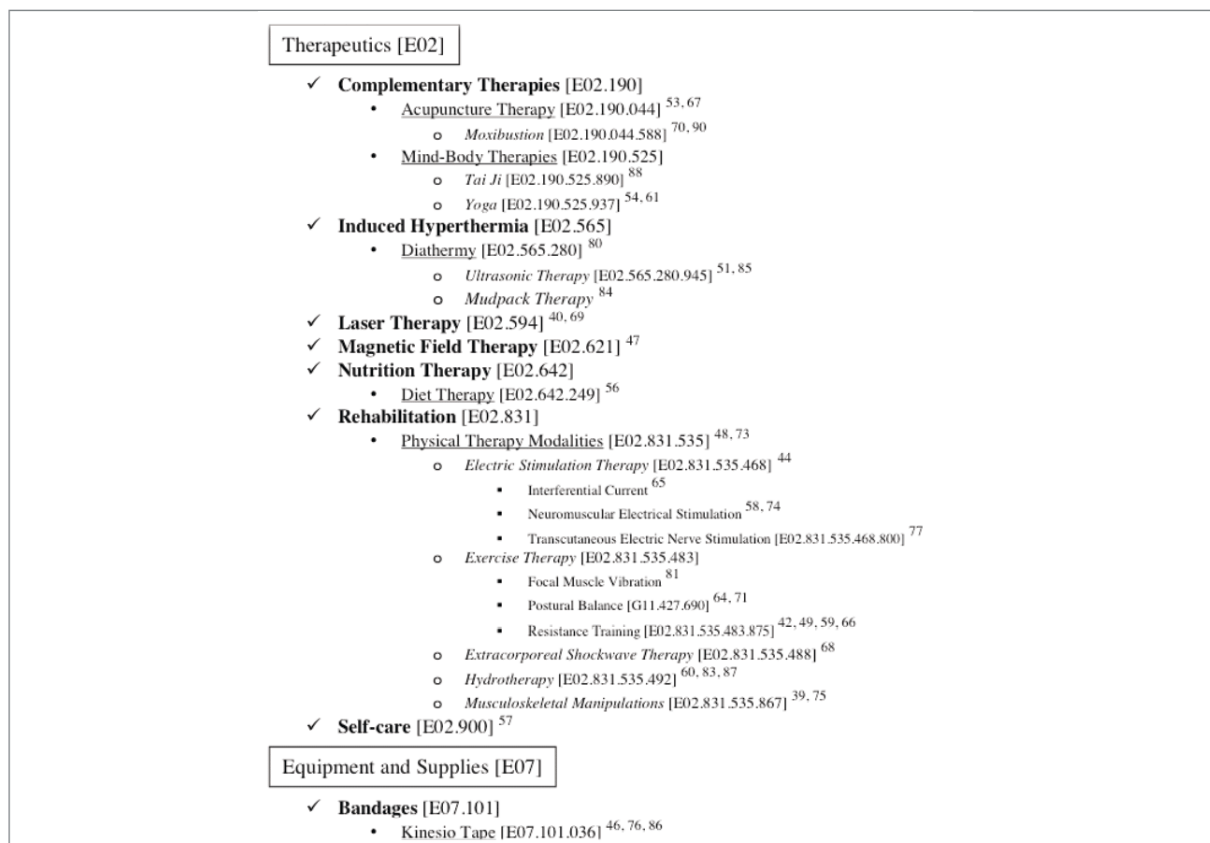 Therapeutics [E02]
✓ Complementary Therapies [E02.190]
• Acupuncture Therapy [E02.190.044] 53, 67
o Moxibustion [E02.190.044.588] 70, 90
• Mind-Body Therapies [E02.190.525]
o Tai Ji [E02.190.525.890] 88
o Yoga [E02.190.525.937] 54, 61
✓ Induced Hyperthermia [E02.565]
• Diathermy [E02.565.280] 80
o Ultrasonic Therapy [E02.565.280.945] 51, 85
o Mudpack Therapy 84
✓ Laser Therapy [E02.594] 40, 69
✓ Magnetic Field Therapy [E02.621] 47
✓ Nutrition Therapy [E02.642]
• Diet Therapy [E02.642.249] 56
✓ Rehabilitation [E02.831]
• Physical Therapy Modalities [E02.831.535] 48, 73
o Electric Stimulation Therapy [E02.831.535.468] 44
▪ Interferential Current 65
▪ Neuromuscular Electrical Stimulation 58, 74
▪ Transcutaneous Electric Nerve Stimulation [E02.831.535.468.800] 77
o Exercise Therapy [E02.831.535.483]
▪ Focal Muscle Vibration 81
▪ Postural Balance [G11.427.690] 64, 71
▪ Resistance Training [E02.831.535.483.875] 42, 49, 59, 66
o Extracorporeal Shockwave Therapy [E02.831.535.488] 68
o Hydrotherapy [E02.831.535.492] 60, 83, 87
o Musculoskeletal Manipulations [E02.831.535.867] 39, 75
✓ Self-care [E02.900] 57
Equipment and Supplies [E07]
✓ Bandages [E07.101]
• Kinesio Tape [E07.101.036] 46, 76, 86